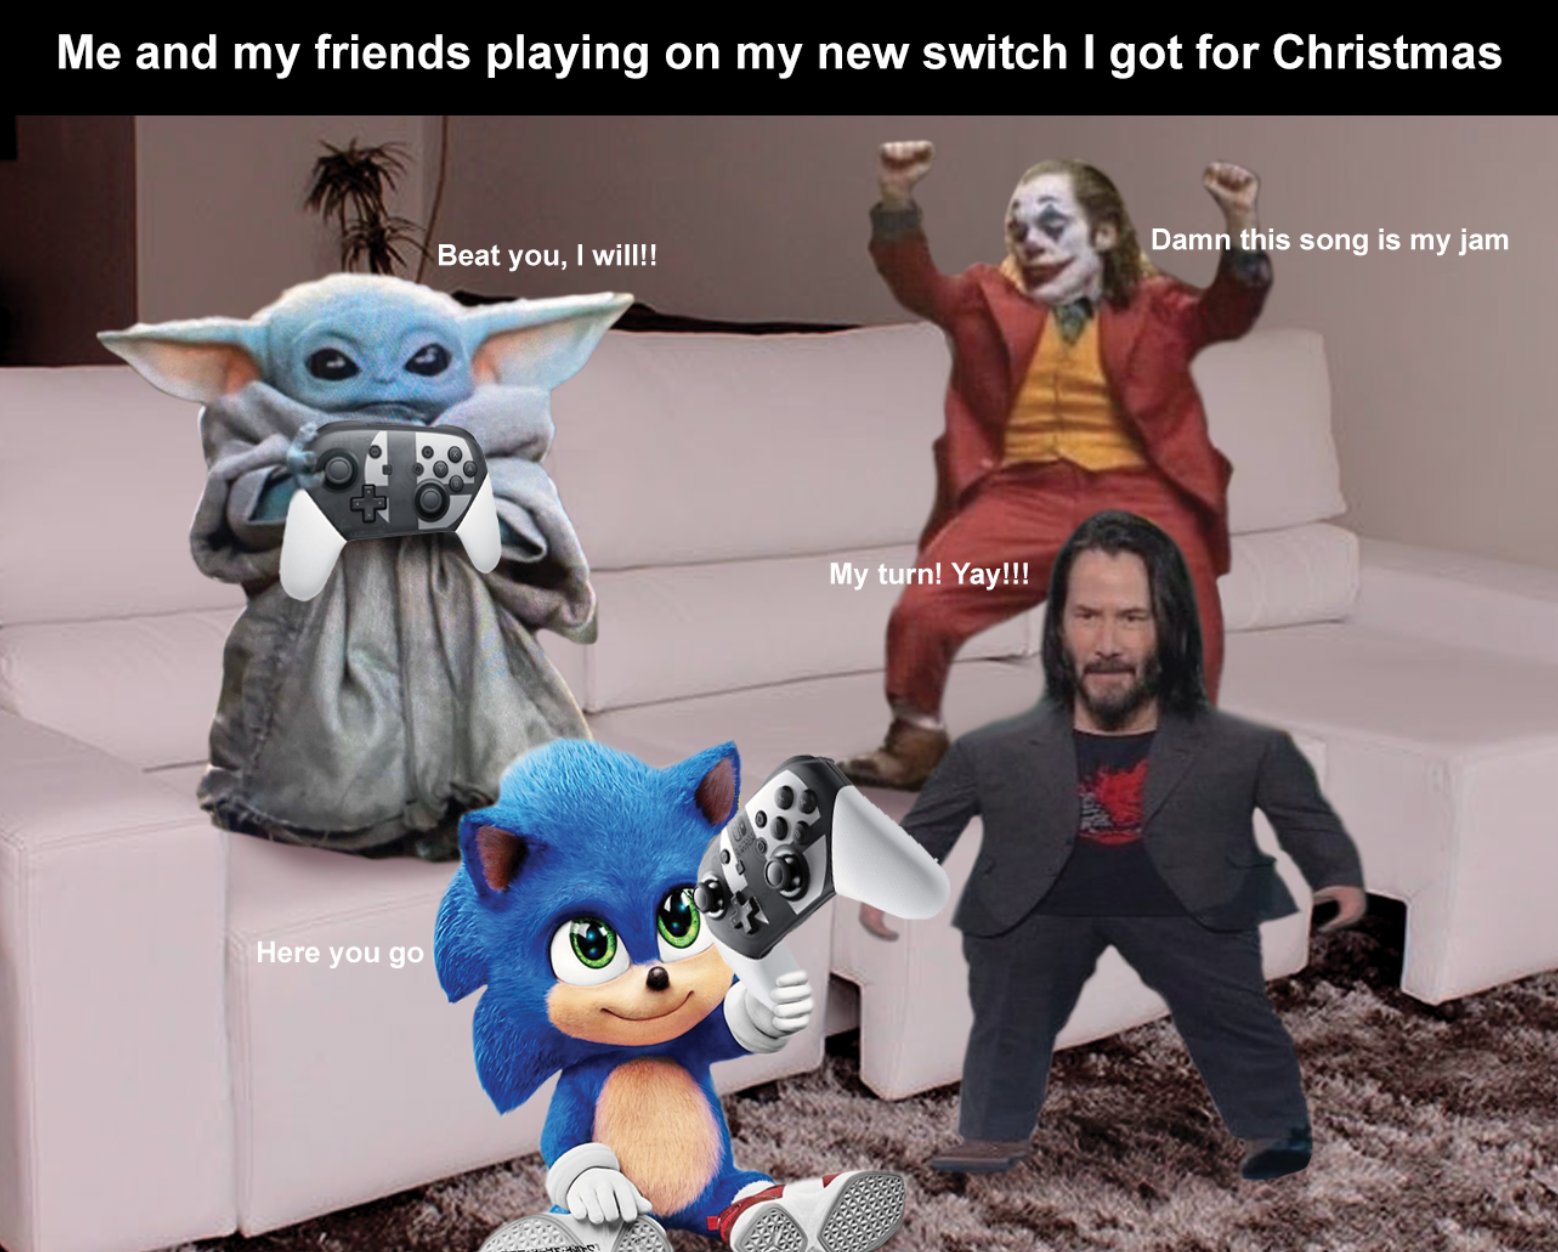 Me and my friends playing on my new switch I got for Christmas
Damn this song is my jam
Beat you, I will!!
My turn! Yay!!!
Here you go